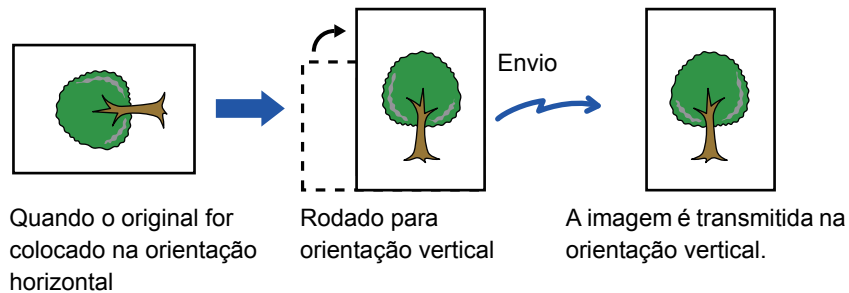 Envio
Quando o original for
colocado na orientação
horizontal
Rodado para
orientação vertical
A imagem é transmitida na
orientação vertical.